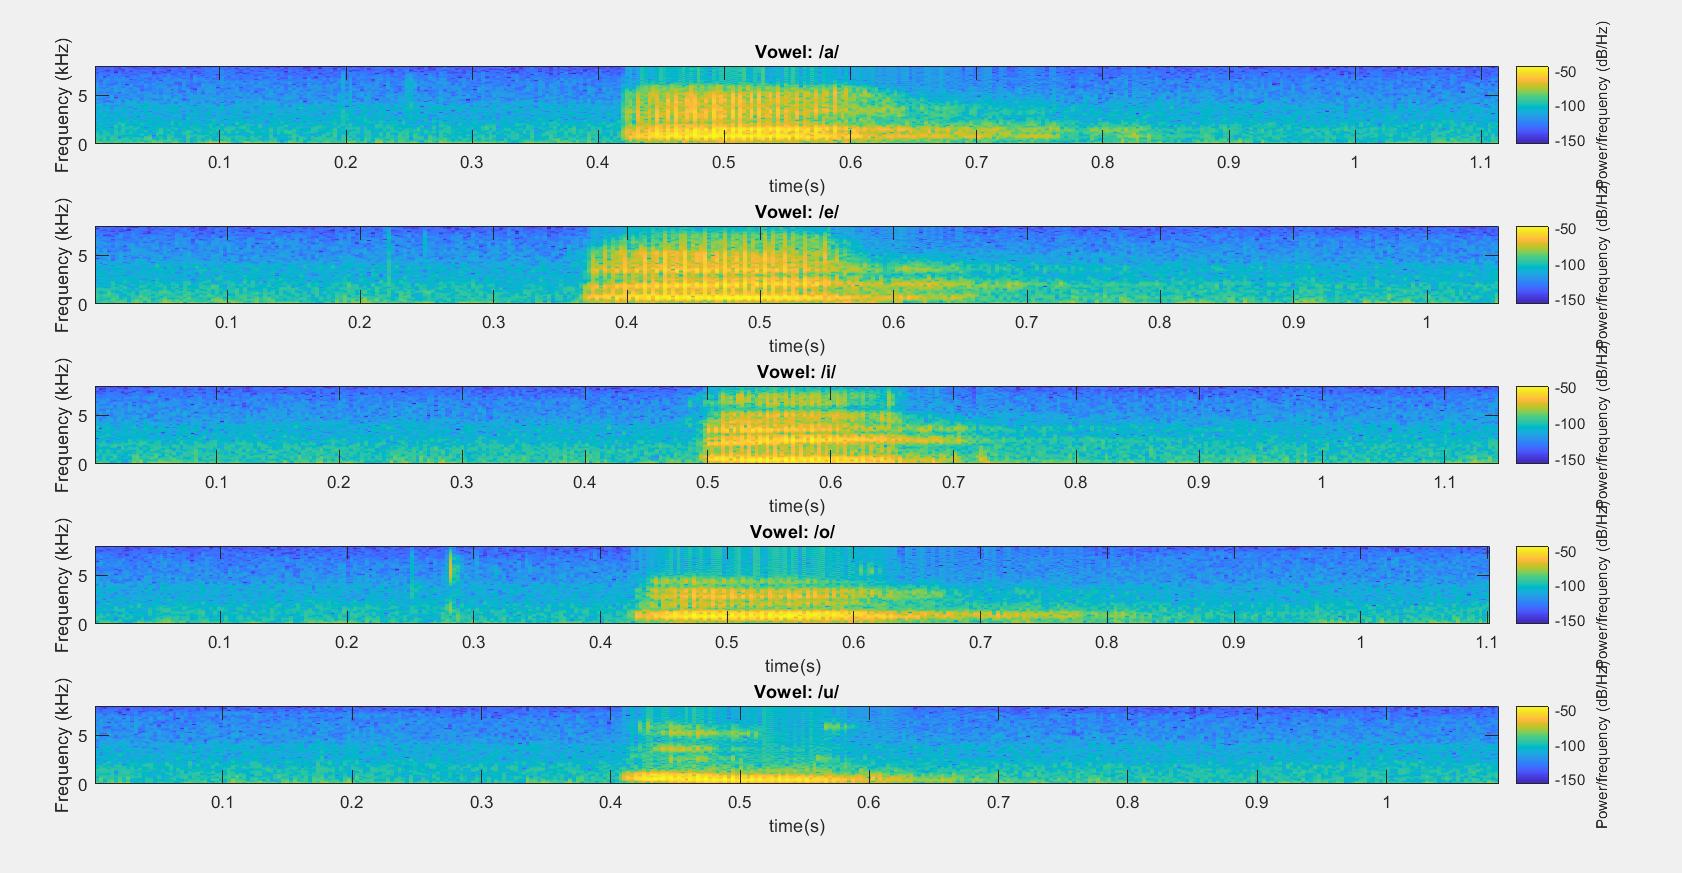 Vowel: /a/
Frequency (kHz)
5
0
0.1 0.2 0.3 0.4 0.5 0.6 0.7 0.8 0.9 1 1.1
time(s)
-50
-100
-150
Power/frequency (dB/Hz)
Vowel: /e/
Frequency (kHz)
5
0
0.1 0.2 0.3 0.4 0.5 0.6 0.7 0.8 0.9 1
time(s)
-50
-100
-150
Power/frequency (dB/Hz)
Vowel: /i/
Frequency (kHz)
5
0
0.1 0.2 0.3 0.4 0.5 0.6 0.7 0.8 0.9 1 1.1
time(s)
-50
-100
-150
Power/frequency (dB/Hz)
Vowel: /o/
Frequency (kHz)
5
0
0.1 0.2 0.3 0.4 0.5 0.6 0.7 0.8 0.9 1 1.1
time(s)
-50
-100
-150
Power/frequency (dB/Hz)
Vowel: /u/
Frequency (kHz)
5
0
0.1 0.2 0.3 0.4 0.5 0.6 0.7 0.8 0.9 1
time(s)
-50
-100
-150
Power/frequency (dB/Hz)